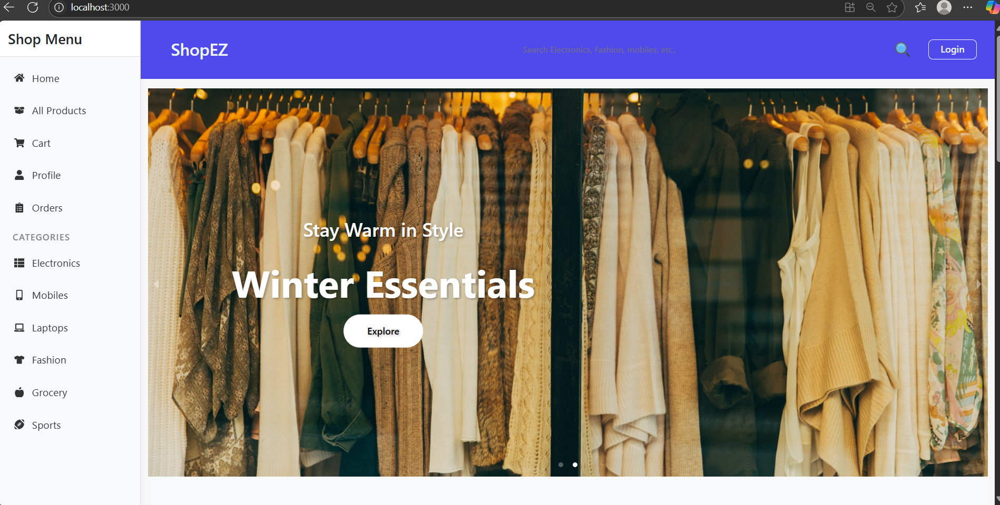 localhost:3000
Shop Menu
Home
All Products
Cart
Profile
Orders
CATEGORIES
Electronics
Mobiles
Laptops
Fashion
Grocery
Sports
ShopEZ
Search Electronics, Fashion, mobiles, etc.,
Login
Stay Warm in Style
Winter Essentials
Explore